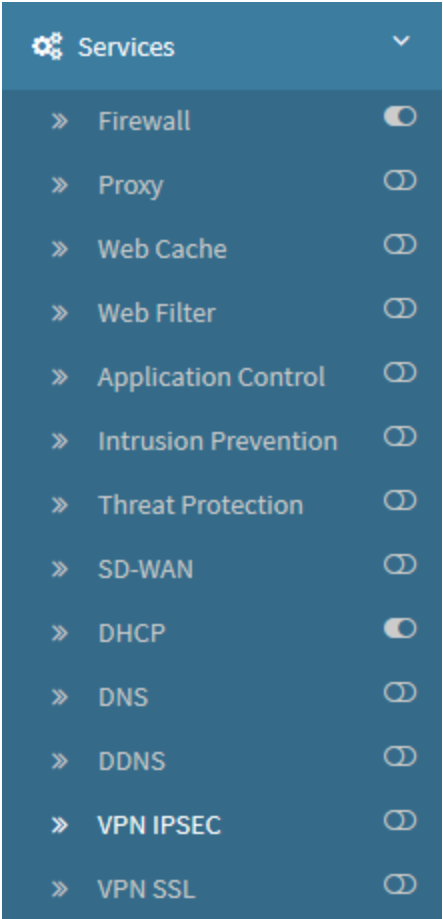 Services
Firewall
Proxy
Web Cache
Web Filter
Application Control
Intrusion Prevention
Threat Protection
SD-WAN
DHCP
DNS
DDNS
VPN IPSEC
VPN SSL